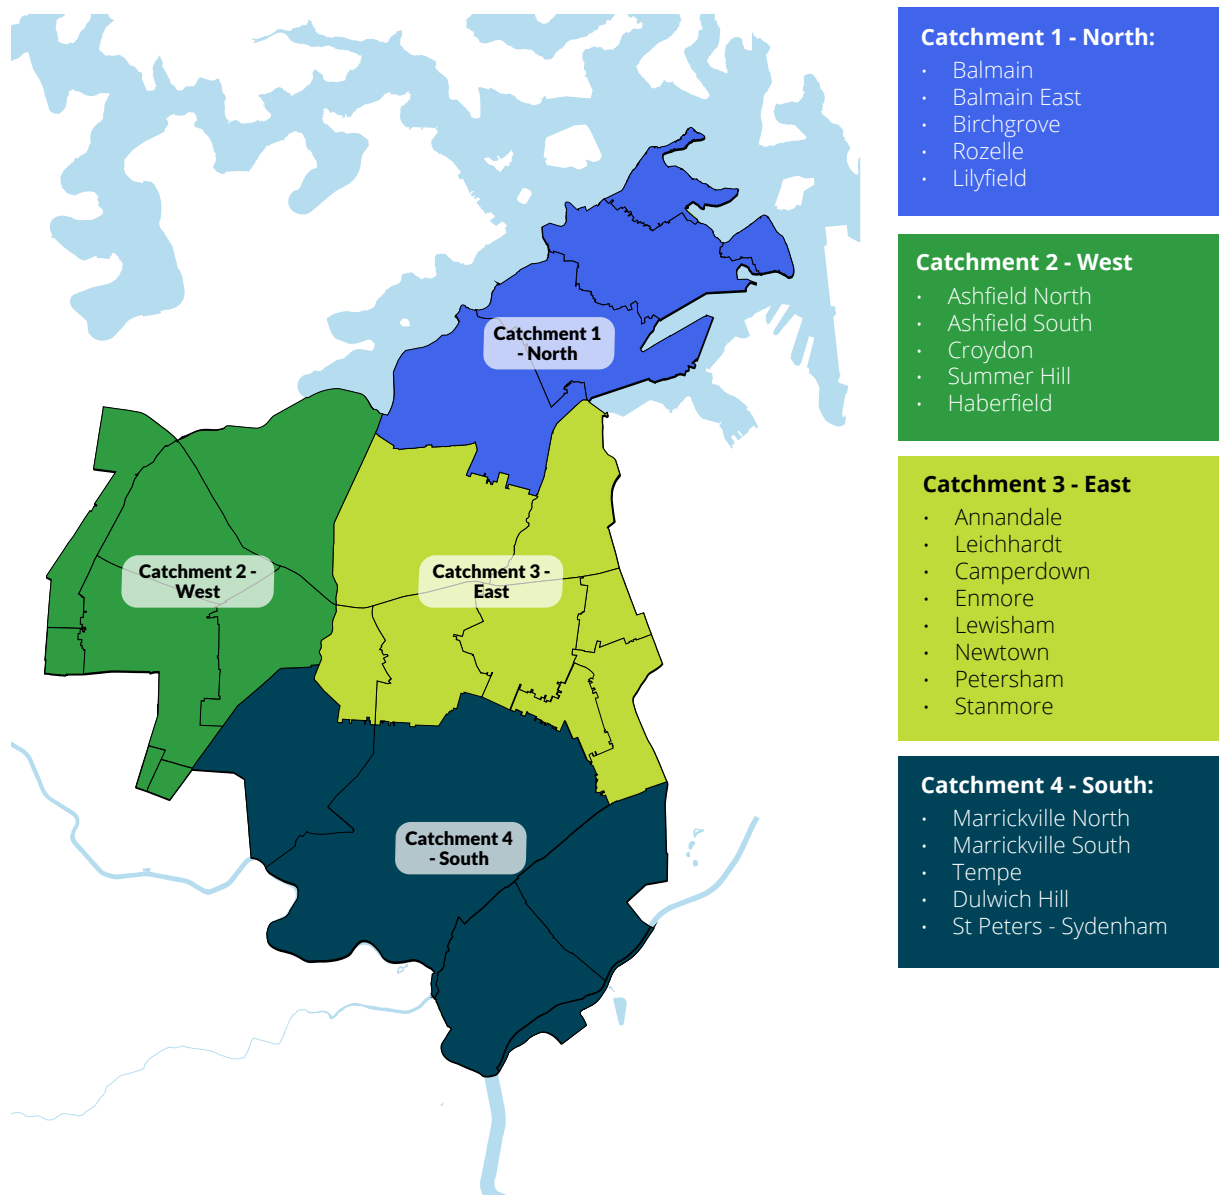 Catchment 1 - North:
· Balmain
· Balmain East
· Birchgrove
· Rozelle
· Lilyfield
Catchment 2 - West
· Ashfield North
· Ashfield South
· Croydon
· Summer Hill
· Haberfield
Catchment 3 - East
· Annandale
· Leichhardt
· Camperdown
· Enmore
· Lewisham
· Newtown
· Petersham
· Stanmore
Catchment 4 - South:
· Marrickville North
· Marrickville South
· Tempe
· Dulwich Hill
· St Peters - Sydenham
Catchment 1
- North
Catchment 2 -
West
Catchment 3 -
East
Catchment 4
- South